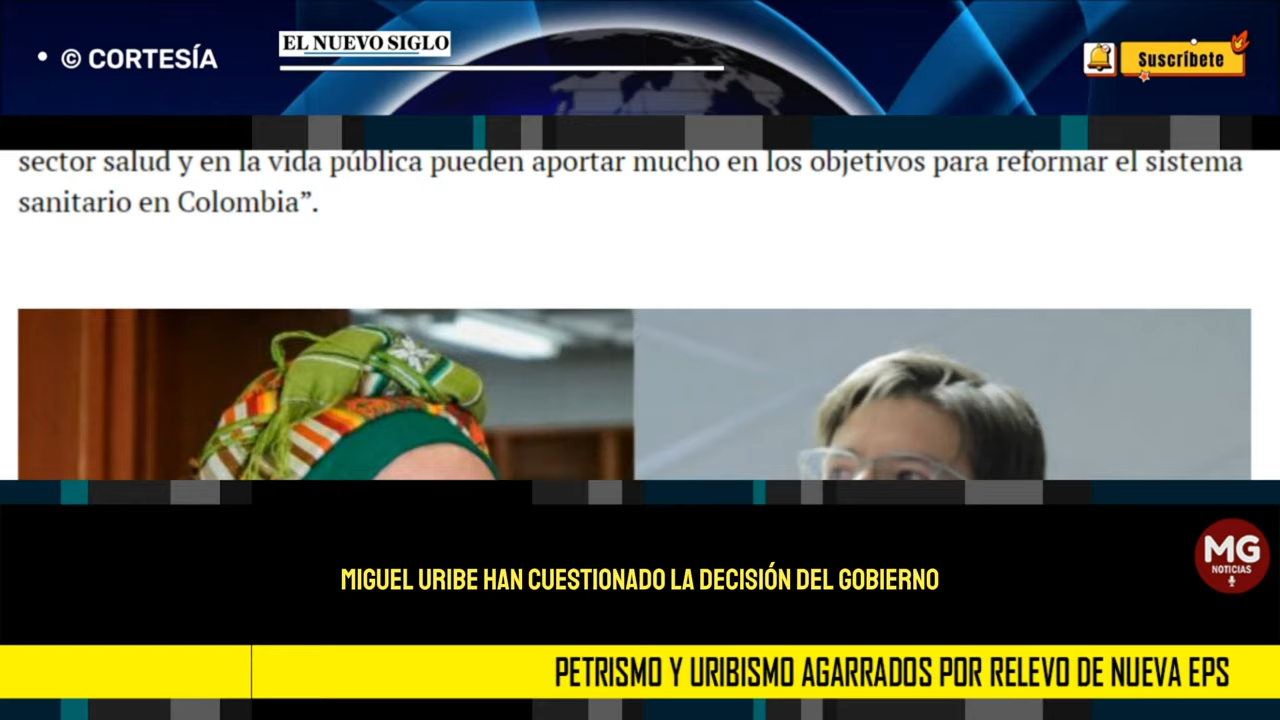 • © CORTESÍA
EL NUEVO SIGLO
Suscríbete
sector salud y en la vida pública pueden aportar mucho en los objetivos para reformar el sistema
sanitario en Colombia”.
MG
NOTICIAS
MIGUEL URIBE HAN CUESTIONADO LA DECISIÓN DEL GOBIERNO
PETRISMO Y URIBISMO AGARRADOS POR RELEVO DE NUEVA EPS